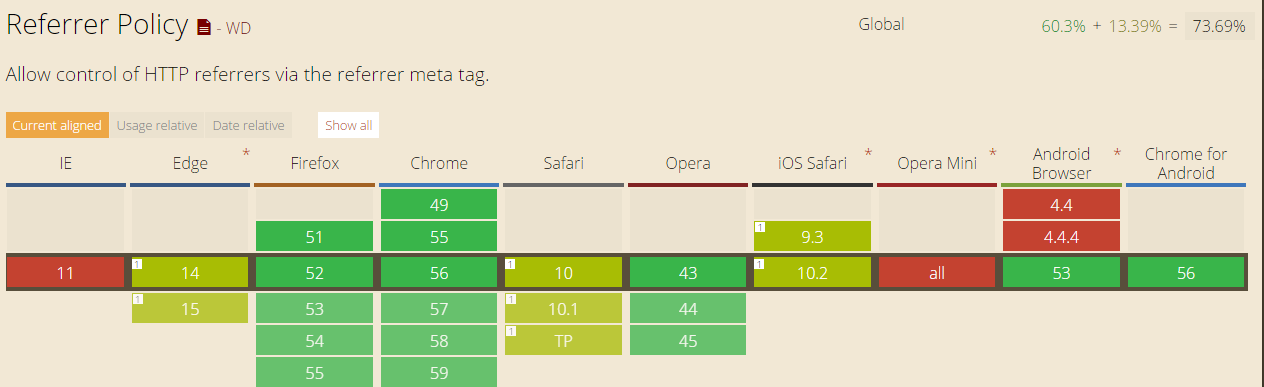 Referrer Policy - WD Global 60.3% + 13.39% = 73.69%
Allow control of HTTP referrers via the referrer meta tag.
Current aligned Usage relative Date relative Show all
IE Edge * Firefox Chrome Safari Opera iOS Safari * Opera Mini * Android Browser * Chrome for Android
49 4.4
51 55 1 9.3 4.4.4
11 1 14 52 56 1 10 43 1 10.2 all 53 56
1 15 53 57 1 10.1 44
54 58 1 TP 45
55 59